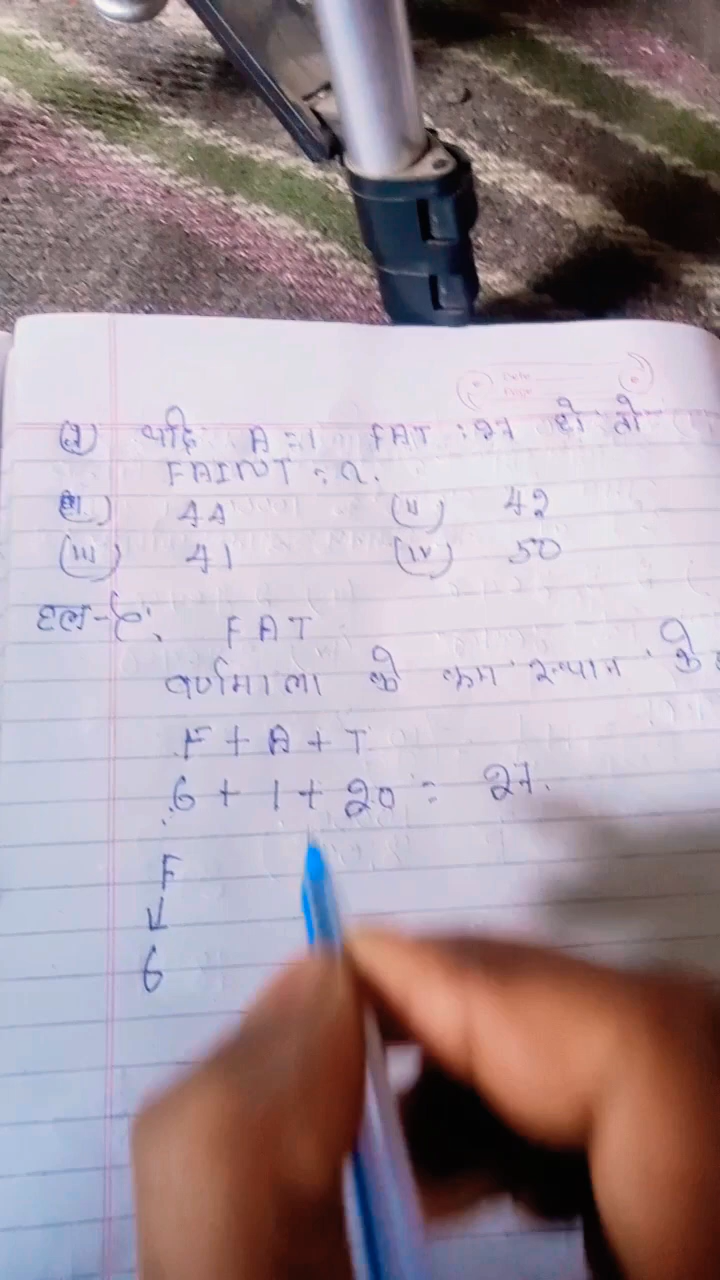 यदि A=1 FAT = 27 हो तो
FAINT = ?.
44 (ii) 42
(iii) 41 (iv) 50
हल-
FAT
वर्णमाला के क्रम स्थान के
F + A + T
6 + 1 + 20 = 27.
F
↓
6